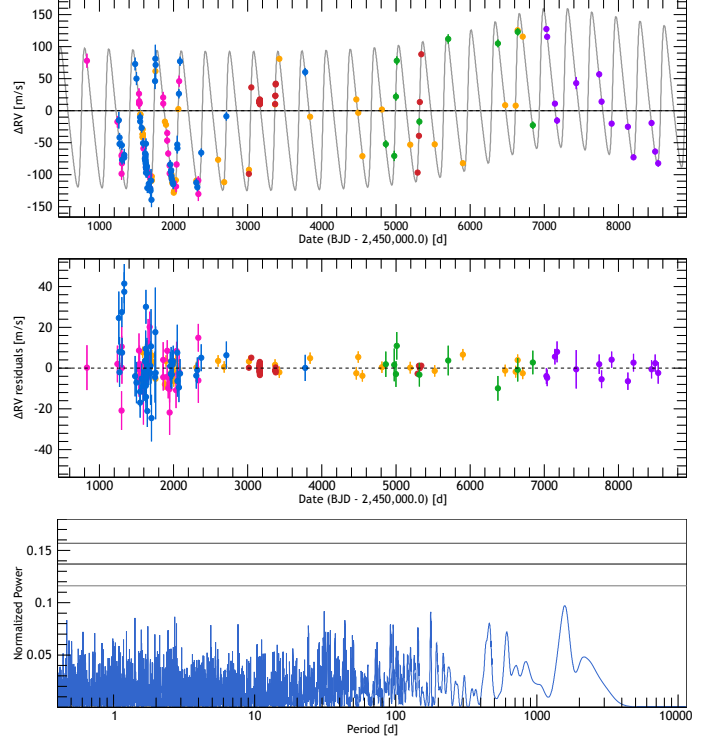 150
100
50
0
-50
-100
-150
ΔRV [m/s]
1000 2000 3000 4000 5000 6000 7000 8000
Date (BJD - 2,450,000.0) [d]
40
20
0
-20
-40
ΔRV residuals [m/s]
1000 2000 3000 4000 5000 6000 7000 8000
Date (BJD - 2,450,000.0) [d]
0.15
0.1
0.05
Normalized Power
1 10 100 1000 10000
Period [d]